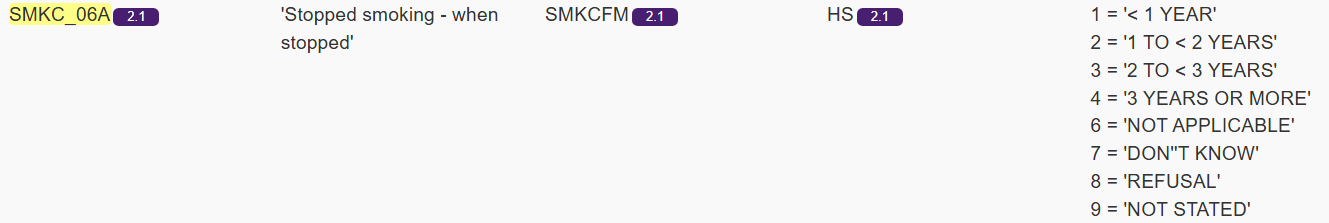 SMKC_06A 2.1 'Stopped smoking - when SMKCFM 2.1 HS 2.1 1 = '< 1 YEAR'
stopped' 2 = '1 TO < 2 YEARS'
3 = '2 TO < 3 YEARS'
4 = '3 YEARS OR MORE'
6 = 'NOT APPLICABLE'
7 = 'DON''T KNOW'
8 = 'REFUSAL'
9 = 'NOT STATED'